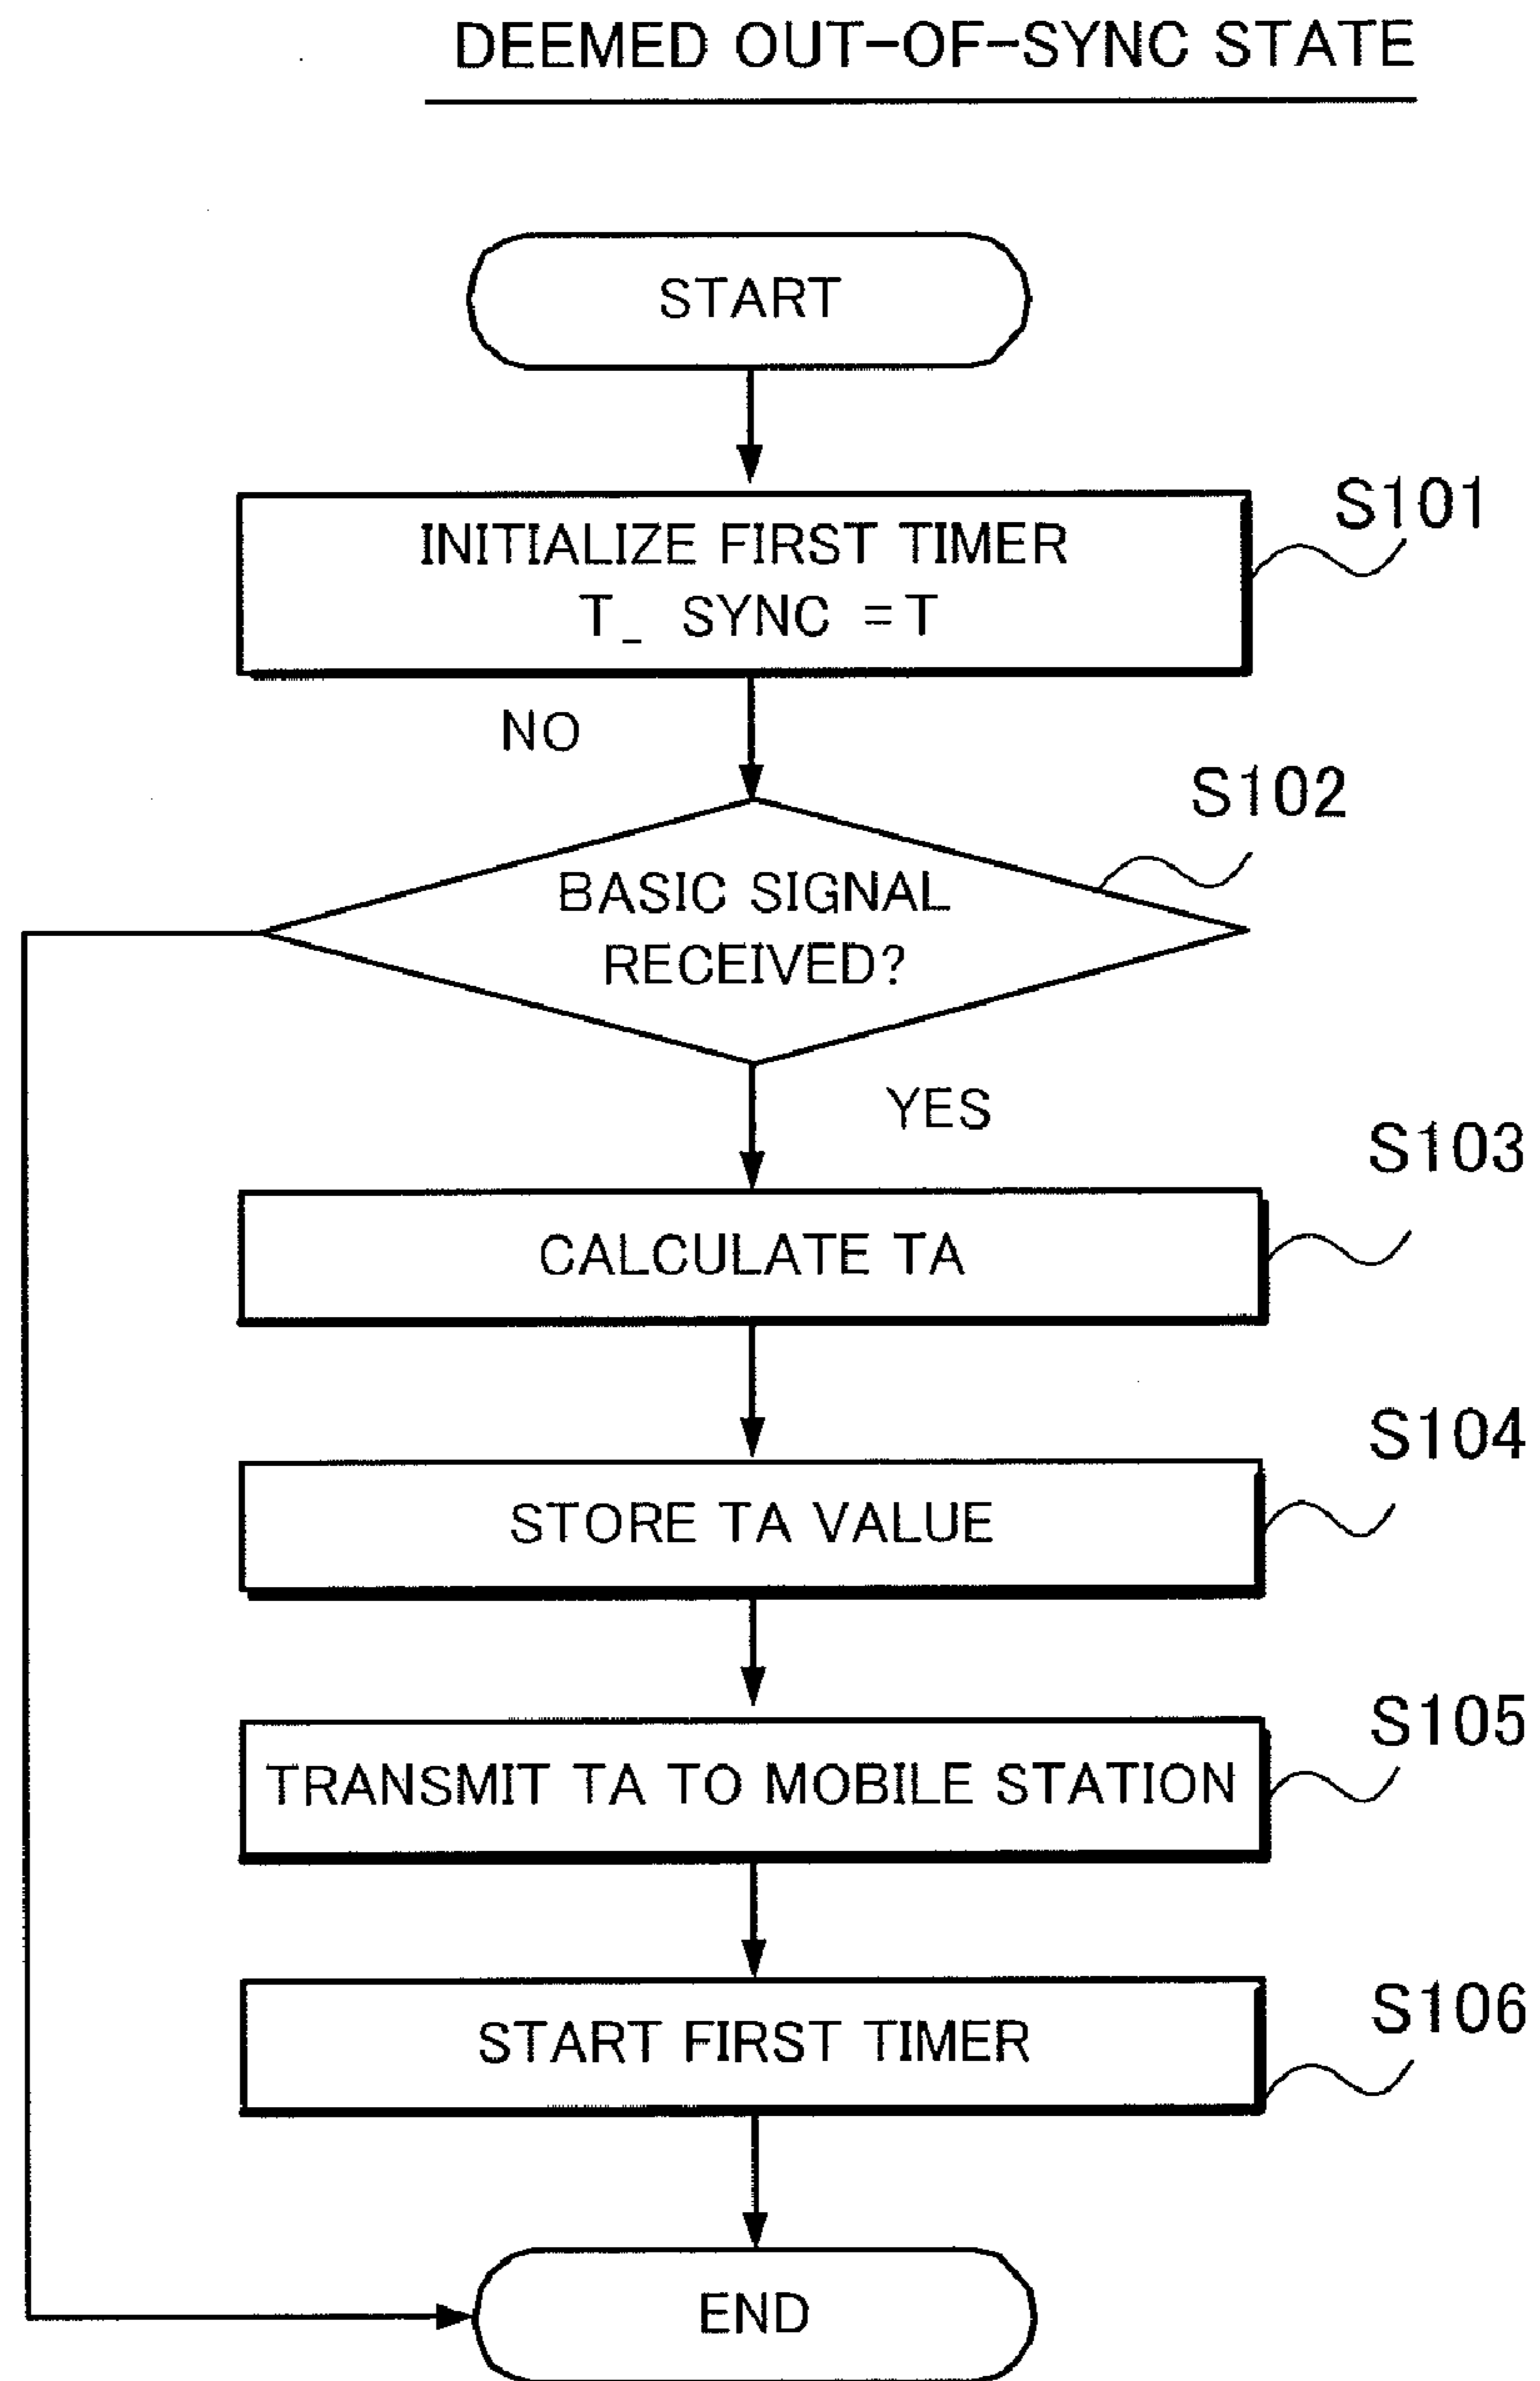 DEEMED OUT-OF-SYNC STATE
START
S101
INITIALIZE FIRST TIMER
T_ SYNC =T
NO
S102
BASIC SIGNAL
RECEIVED?
YES
S103
CALCULATE TA
S104
STORE TA VALUE
S105
TRANSMIT TA TO MOBILE STATION
S106
START FIRST TIMER
END